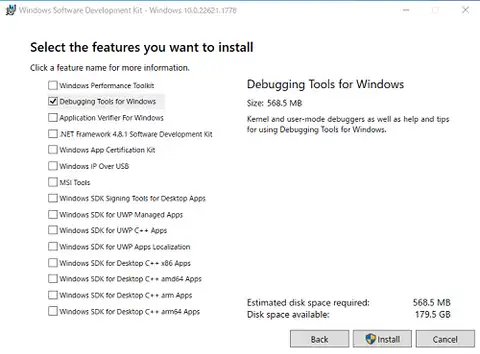 Windows Software Development Kit - Windows 10.0.22621.1778
Select the features you want to install
Click a feature name for more information.
Windows Performance Toolkit
Debugging Tools for Windows
Application Verifier For Windows
.NET Framework 4.8.1 Software Development Kit
Windows App Certification Kit
Windows IP Over USB
MSI Tools
Windows SDK Signing Tools for Desktop Apps
Windows SDK for UWP Managed Apps
Windows SDK for UWP C++ Apps
Windows SDK for UWP Apps Localization
Windows SDK for Desktop C++ x86 Apps
Windows SDK for Desktop C++ amd64 Apps
Windows SDK for Desktop C++ arm Apps
Windows SDK for Desktop C++ arm64 Apps
Debugging Tools for Windows
Size: 568.5 MB
Kernel and user-mode debuggers as well as help and tips
for using Debugging Tools for Windows.
Estimated disk space required: 568.5 MB
Disk space available: 179.5 GB
Back Install Cancel